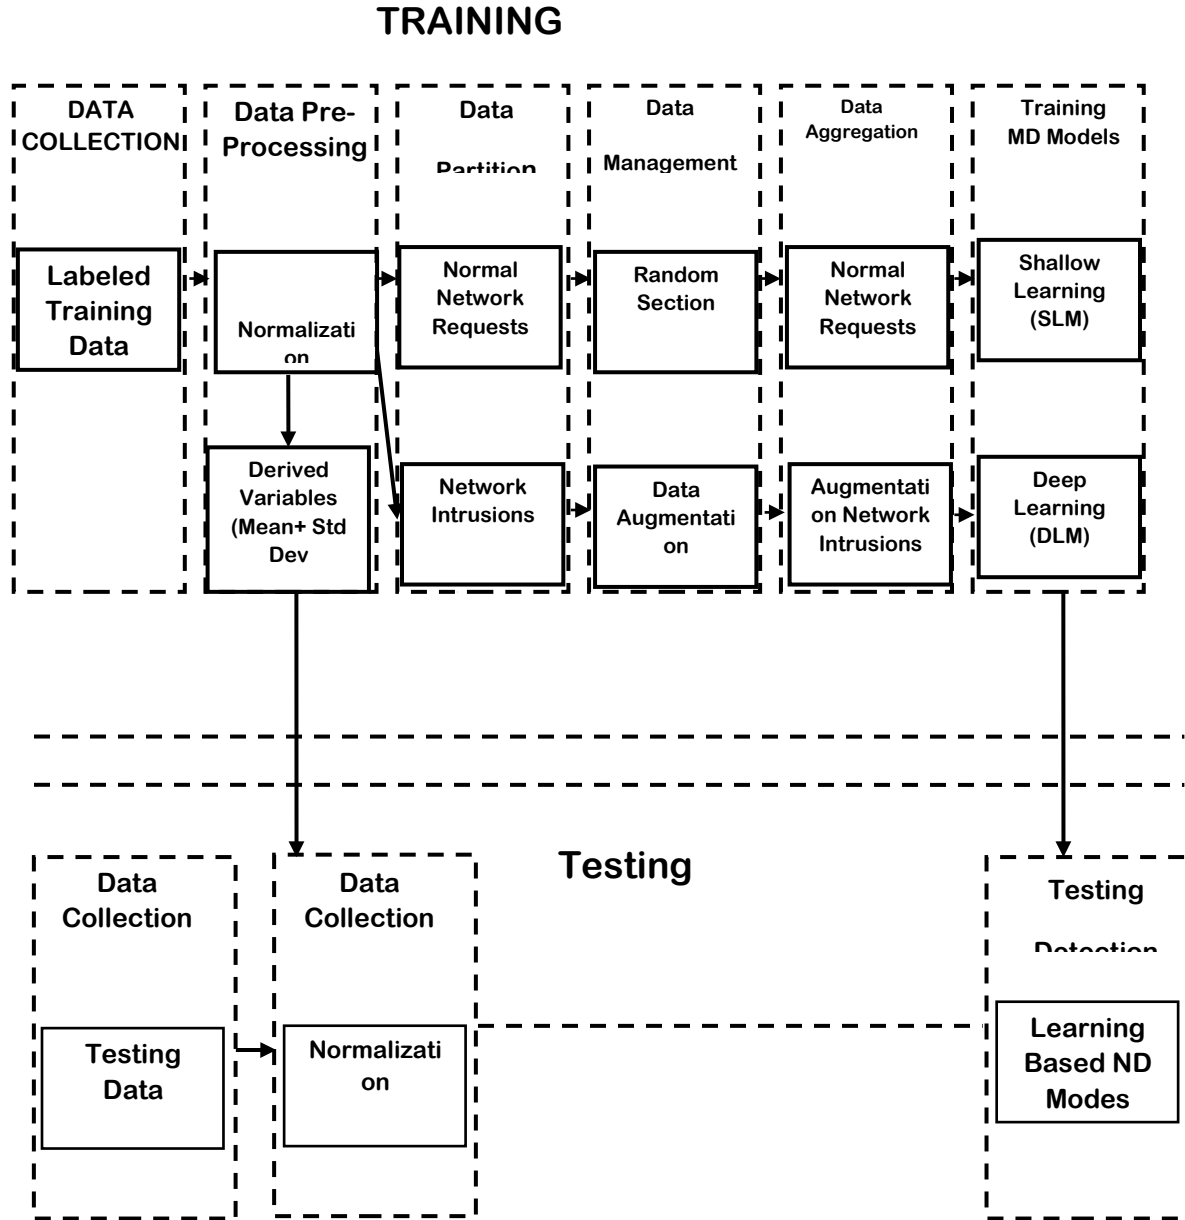 TRAINING
DATA
COLLECTION
Data Pre-
Processing
Data
Partition
Data
Management
Data
Aggregation
Training
MD Models
Labeled
Training
Data
Normalizati
on
Normal
Network
Requests
Random
Section
Normal
Network
Requests
Shallow
Learning
(SLM)
Derived
Variables
(Mean+ Std
Dev
Network
Intrusions
Data
Augmentati
on
Augmentati
on Network
Intrusions
Deep
Learning
(DLM)
Testing
Data
Collection
Data
Collection
Testing
Detection
Testing
Data
Normalizati
on
Learning
Based ND
Modes